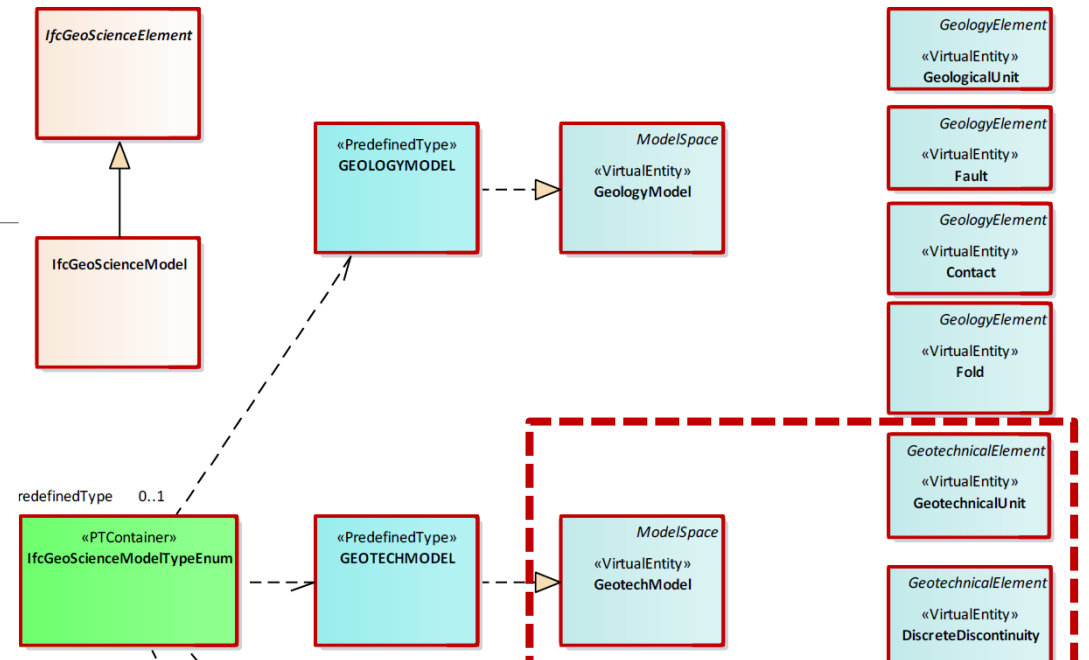 IfcGeoScienceElement
IfcGeoScienceModel
«PredefinedType»
GEOLOGYMODEL
ModelSpace
«VirtualEntity»
GeologyModel
GeologyElement
«VirtualEntity»
GeologicalUnit
GeologyElement
«VirtualEntity»
Fault
GeologyElement
«VirtualEntity»
Contact
GeologyElement
«VirtualEntity»
Fold
redefinedType 0..1
«PTContainer»
IfcGeoScienceModelTypeEnum
«PredefinedType»
GEOTECHMODEL
ModelSpace
«VirtualEntity»
GeotechModel
GeotechnicalElement
«VirtualEntity»
GeotechnicalUnit
GeotechnicalElement
«VirtualEntity»
DiscreteDiscontinuity